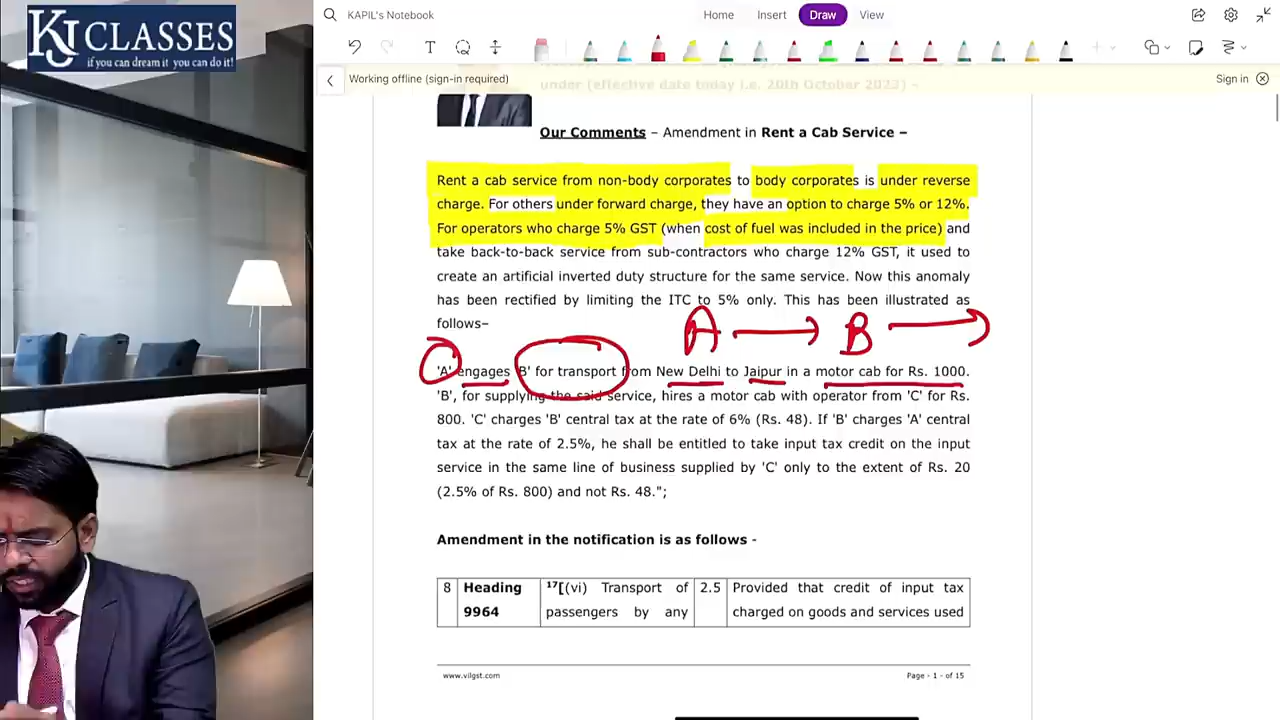 KJ CLASSES
if you can dream it you can do it!
KAPIL's Notebook
Home Insert Draw View
Working offline (sign-in required)
Sign in
under (effective date today i.e. 20th October 2023) –
Our Comments – Amendment in Rent a Cab Service –
Rent a cab service from non-body corporates to body corporates is under reverse
charge. For others under forward charge, they have an option to charge 5% or 12%.
For operators who charge 5% GST (when cost of fuel was included in the price) and
take back-to-back service from sub-contractors who charge 12% GST, it used to
create an artificial inverted duty structure for the same service. Now this anomaly
has been rectified by limiting the ITC to 5% only. This has been illustrated as
follows–
A B
'A' engages 'B' for transport from New Delhi to Jaipur in a motor cab for Rs. 1000.
'B', for supplying the said service, hires a motor cab with operator from 'C' for Rs.
800. 'C' charges 'B' central tax at the rate of 6% (Rs. 48). If 'B' charges 'A' central
tax at the rate of 2.5%, he shall be entitled to take input tax credit on the input
service in the same line of business supplied by 'C' only to the extent of Rs. 20
(2.5% of Rs. 800) and not Rs. 48.";
Amendment in the notification is as follows -
8 Heading 17[(vi) Transport of 2.5 Provided that credit of input tax
9964 passengers by any charged on goods and services used
www.vilgst.com Page - 1 - of 15